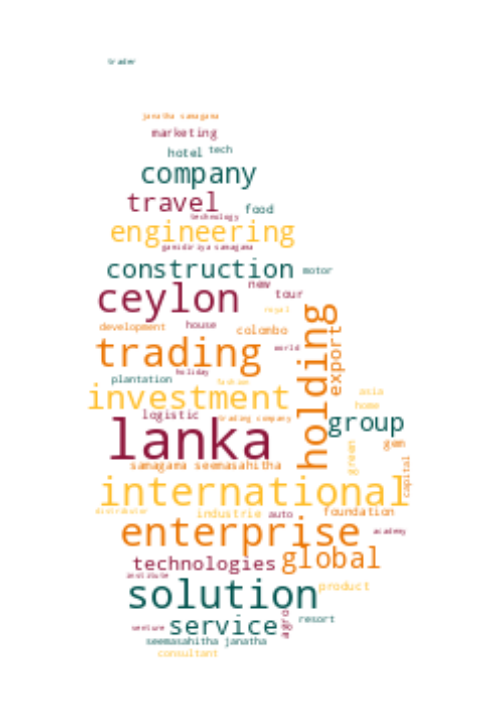 trader
janatha samagama
marketing
hotel tech
company
travel food
technology
engineering
gamidiriya samagama
construction motor
new
ceylon tour
royal
development house colombo
holding
export
trading world
holiday
plantation fashion
investment asia
home
logistic trading company group
lanka
green
samagama seemasahitha
capital
international
distributor industrie auto foundation
enterprise academy
technologies global
institute
solution product
agro resort
venture service
seemasahitha janatha
consultant